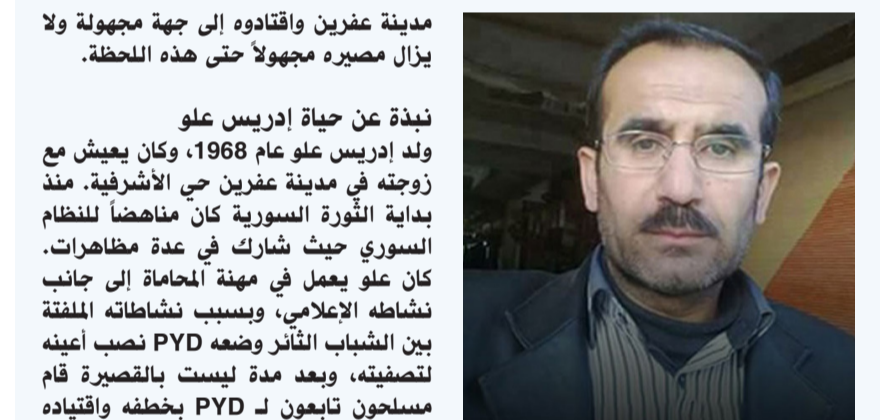 مدينة عفرين واقتادوه إلى جهة مجهولة ولا
يزال مصيره مجهولاً حتى هذه اللحظة.
نبذة عن حياة إدريس علو
ولد إدريس علو عام 1968، وكان يعيش مع
زوجته في مدينة عفرين حي الأشرفية. منذ
بداية الثورة السورية كان مناهضاً للنظام
السوري حيث شارك في عدة مظاهرات.
كان علو يعمل في مهنة المحاماة إلى جانب
نشاطه الإعلامي، وبسبب نشاطاته الملفتة
بين الشباب الثائر وضعه PYD نصب أعينه
لتصفيته، وبعد مدة ليست بالقصيرة قام
مسلحون تابعون لـ PYD بخطفه واقتياده